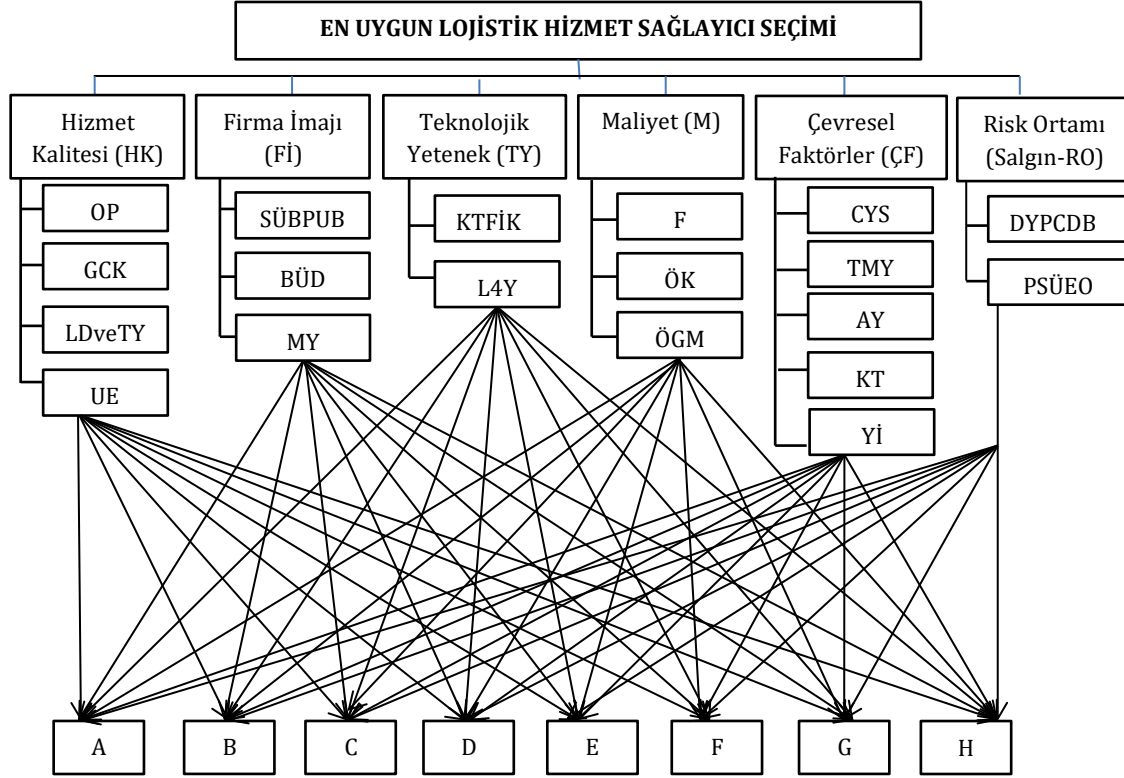 EN UYGUN LOJİSTİK HİZMET SAĞLAYICI SEÇİMİ
Hizmet
Kalitesi (HK)
OP
GCK
LDveTY
UE
Firma İmajı
(Fİ)
SÜBPUB
BÜD
MY
Teknolojik
Yetenek (TY)
KTFİK
L4Y
Maliyet (M)
F
ÖK
ÖGM
Çevresel
Faktörler (ÇF)
CYS
TMY
AY
KT
Yİ
Risk Ortamı
(Salgın-RO)
DYPCDB
PSÜEO
A
B
C
D
E
F
G
H